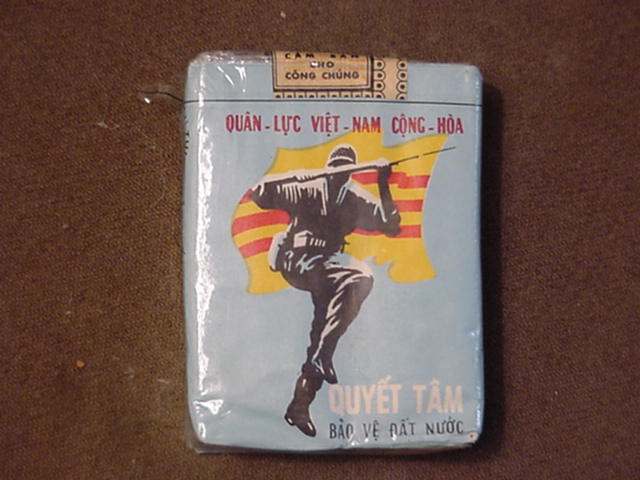 CẤM BÁN
CHO
CÔNG CHÚNG
QUÂN-LỰC VIỆT-NAM CỘNG-HÒA
QUYẾT TÂM
BẢO VỆ ĐẤT NƯỚC